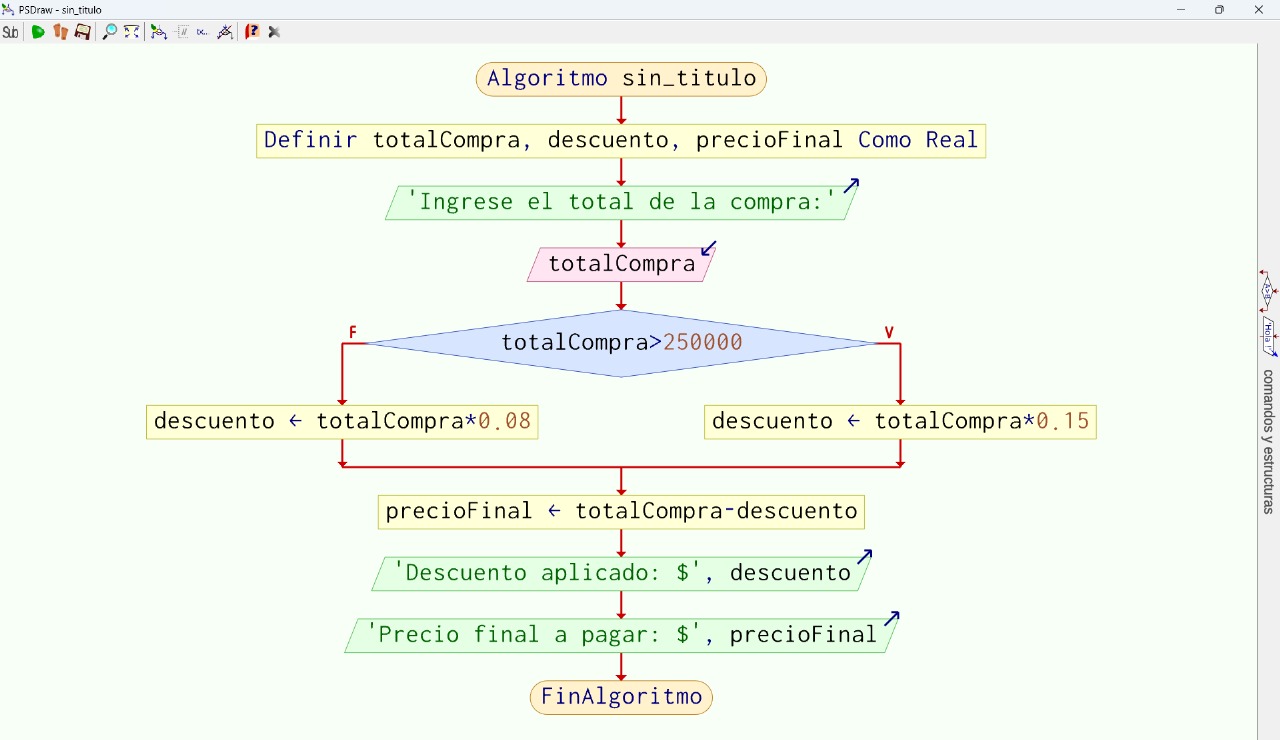 PSDraw - sin_titulo
Sub
Algoritmo sin_titulo
Definir totalCompra, descuento, precioFinal Como Real
'Ingrese el total de la compra:'
totalCompra
totalCompra>250000
F
V
descuento ← totalCompra*0.08
descuento ← totalCompra*0.15
precioFinal ← totalCompra-descuento
'Descuento aplicado: $', descuento
'Precio final a pagar: $', precioFinal
FinAlgoritmo
comandos y estructuras